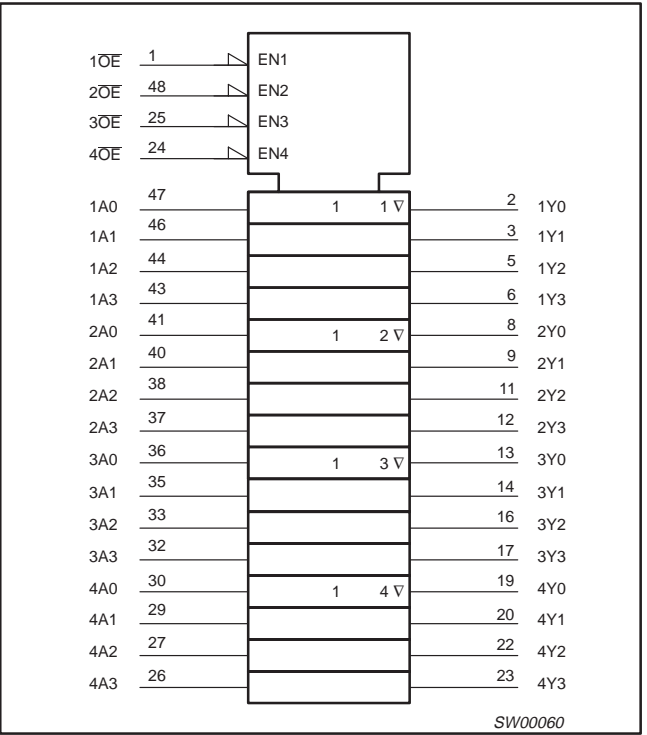 1O̅E̅ 1 EN1
2O̅E̅ 48 EN2
3O̅E̅ 25 EN3
4O̅E̅ 24 EN4
1A0 47 1 1 ∇ 2 1Y0
1A1 46 3 1Y1
1A2 44 5 1Y2
1A3 43 6 1Y3
2A0 41 1 2 ∇ 8 2Y0
2A1 40 9 2Y1
2A2 38 11 2Y2
2A3 37 12 2Y3
3A0 36 1 3 ∇ 13 3Y0
3A1 35 14 3Y1
3A2 33 16 3Y2
3A3 32 17 3Y3
4A0 30 1 4 ∇ 19 4Y0
4A1 29 20 4Y1
4A2 27 22 4Y2
4A3 26 23 4Y3
SW00060